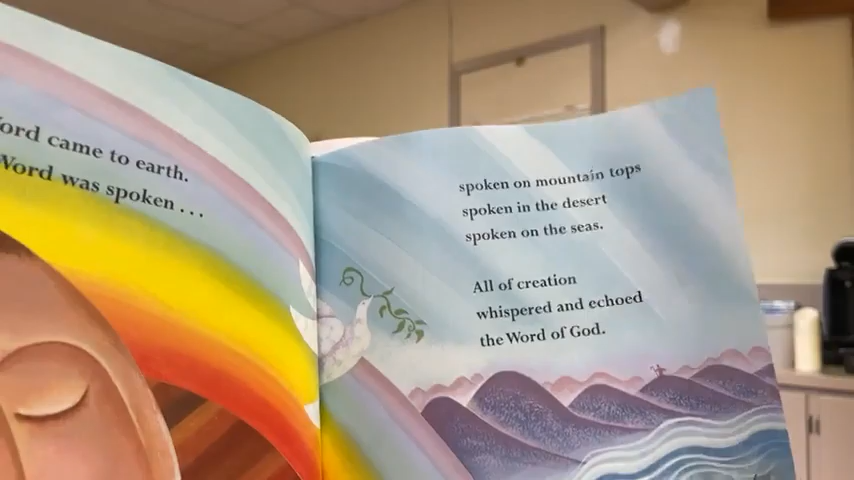 ord came to earth.
Word was spoken . . .
spoken on mountain tops
spoken in the desert
spoken on the seas.
All of creation
whispered and echoed
the Word of God.